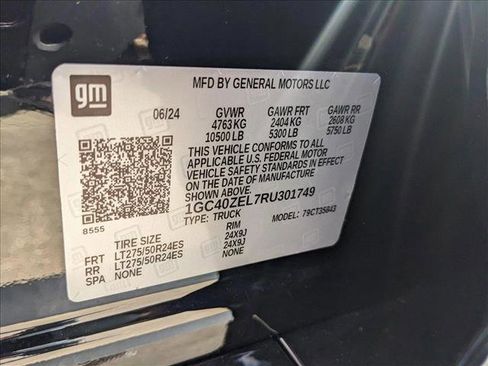 gm
MFD BY GENERAL MOTORS LLC
06/24 GVWR GAWR FRT GAWR RR
4763 KG 2404 KG 2608 KG
10500 LB 5300 LB 5750 LB
THIS VEHICLE CONFORMS TO ALL
APPLICABLE U.S. FEDERAL MOTOR
VEHICLE SAFETY STANDARDS IN EFFECT
ON THE DATE OF MANUFACTURE
SHOWN ABOVE.
8555
1GC40ZEL7RU301749
TYPE: TRUCK MODEL: 79CT35843
TIRE SIZE RIM
FRT LT275/50R24ES 24X9J
RR LT275/50R24ES 24X9J
SPA NONE NONE